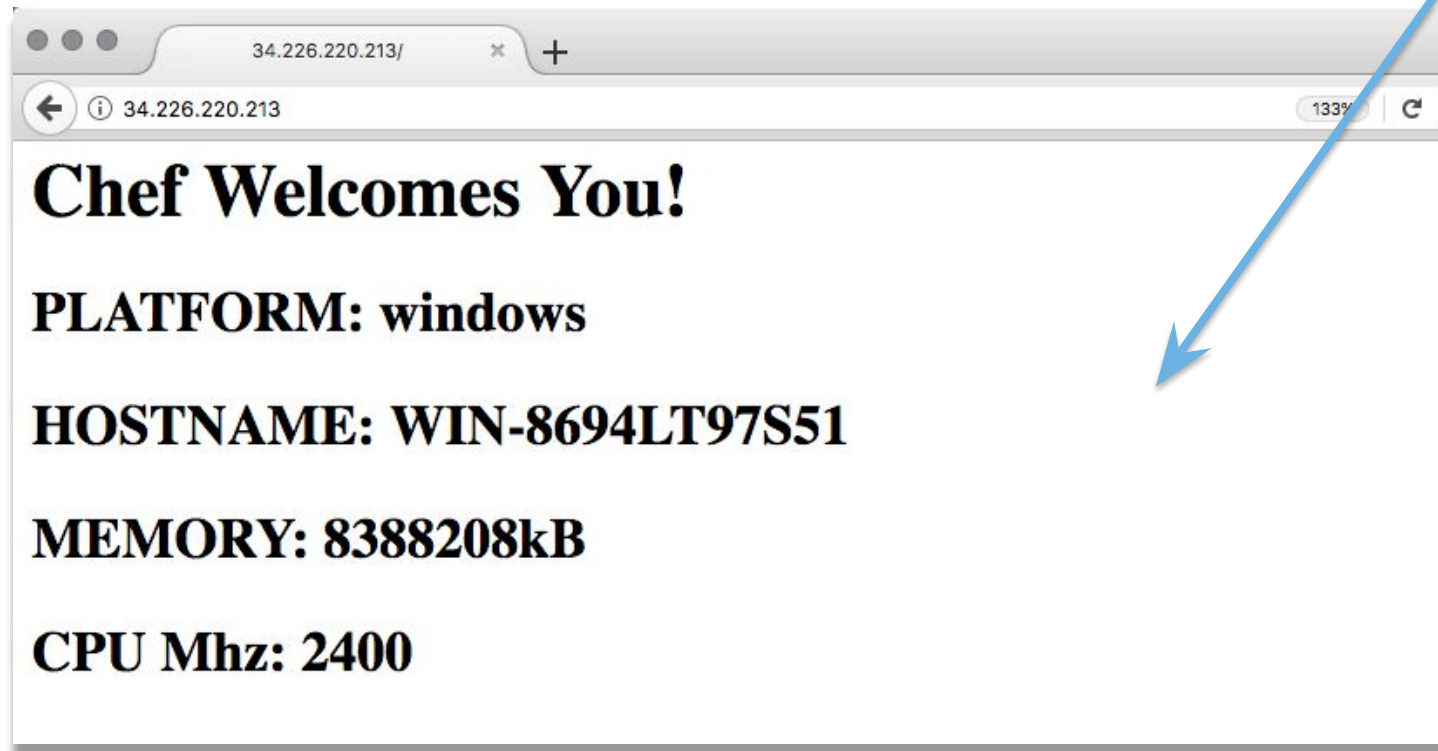 34.226.220.213/
34.226.220.213 133%
Chef Welcomes You!
PLATFORM: windows
HOSTNAME: WIN-8694LT97S51
MEMORY: 8388208kB
CPU Mhz: 2400